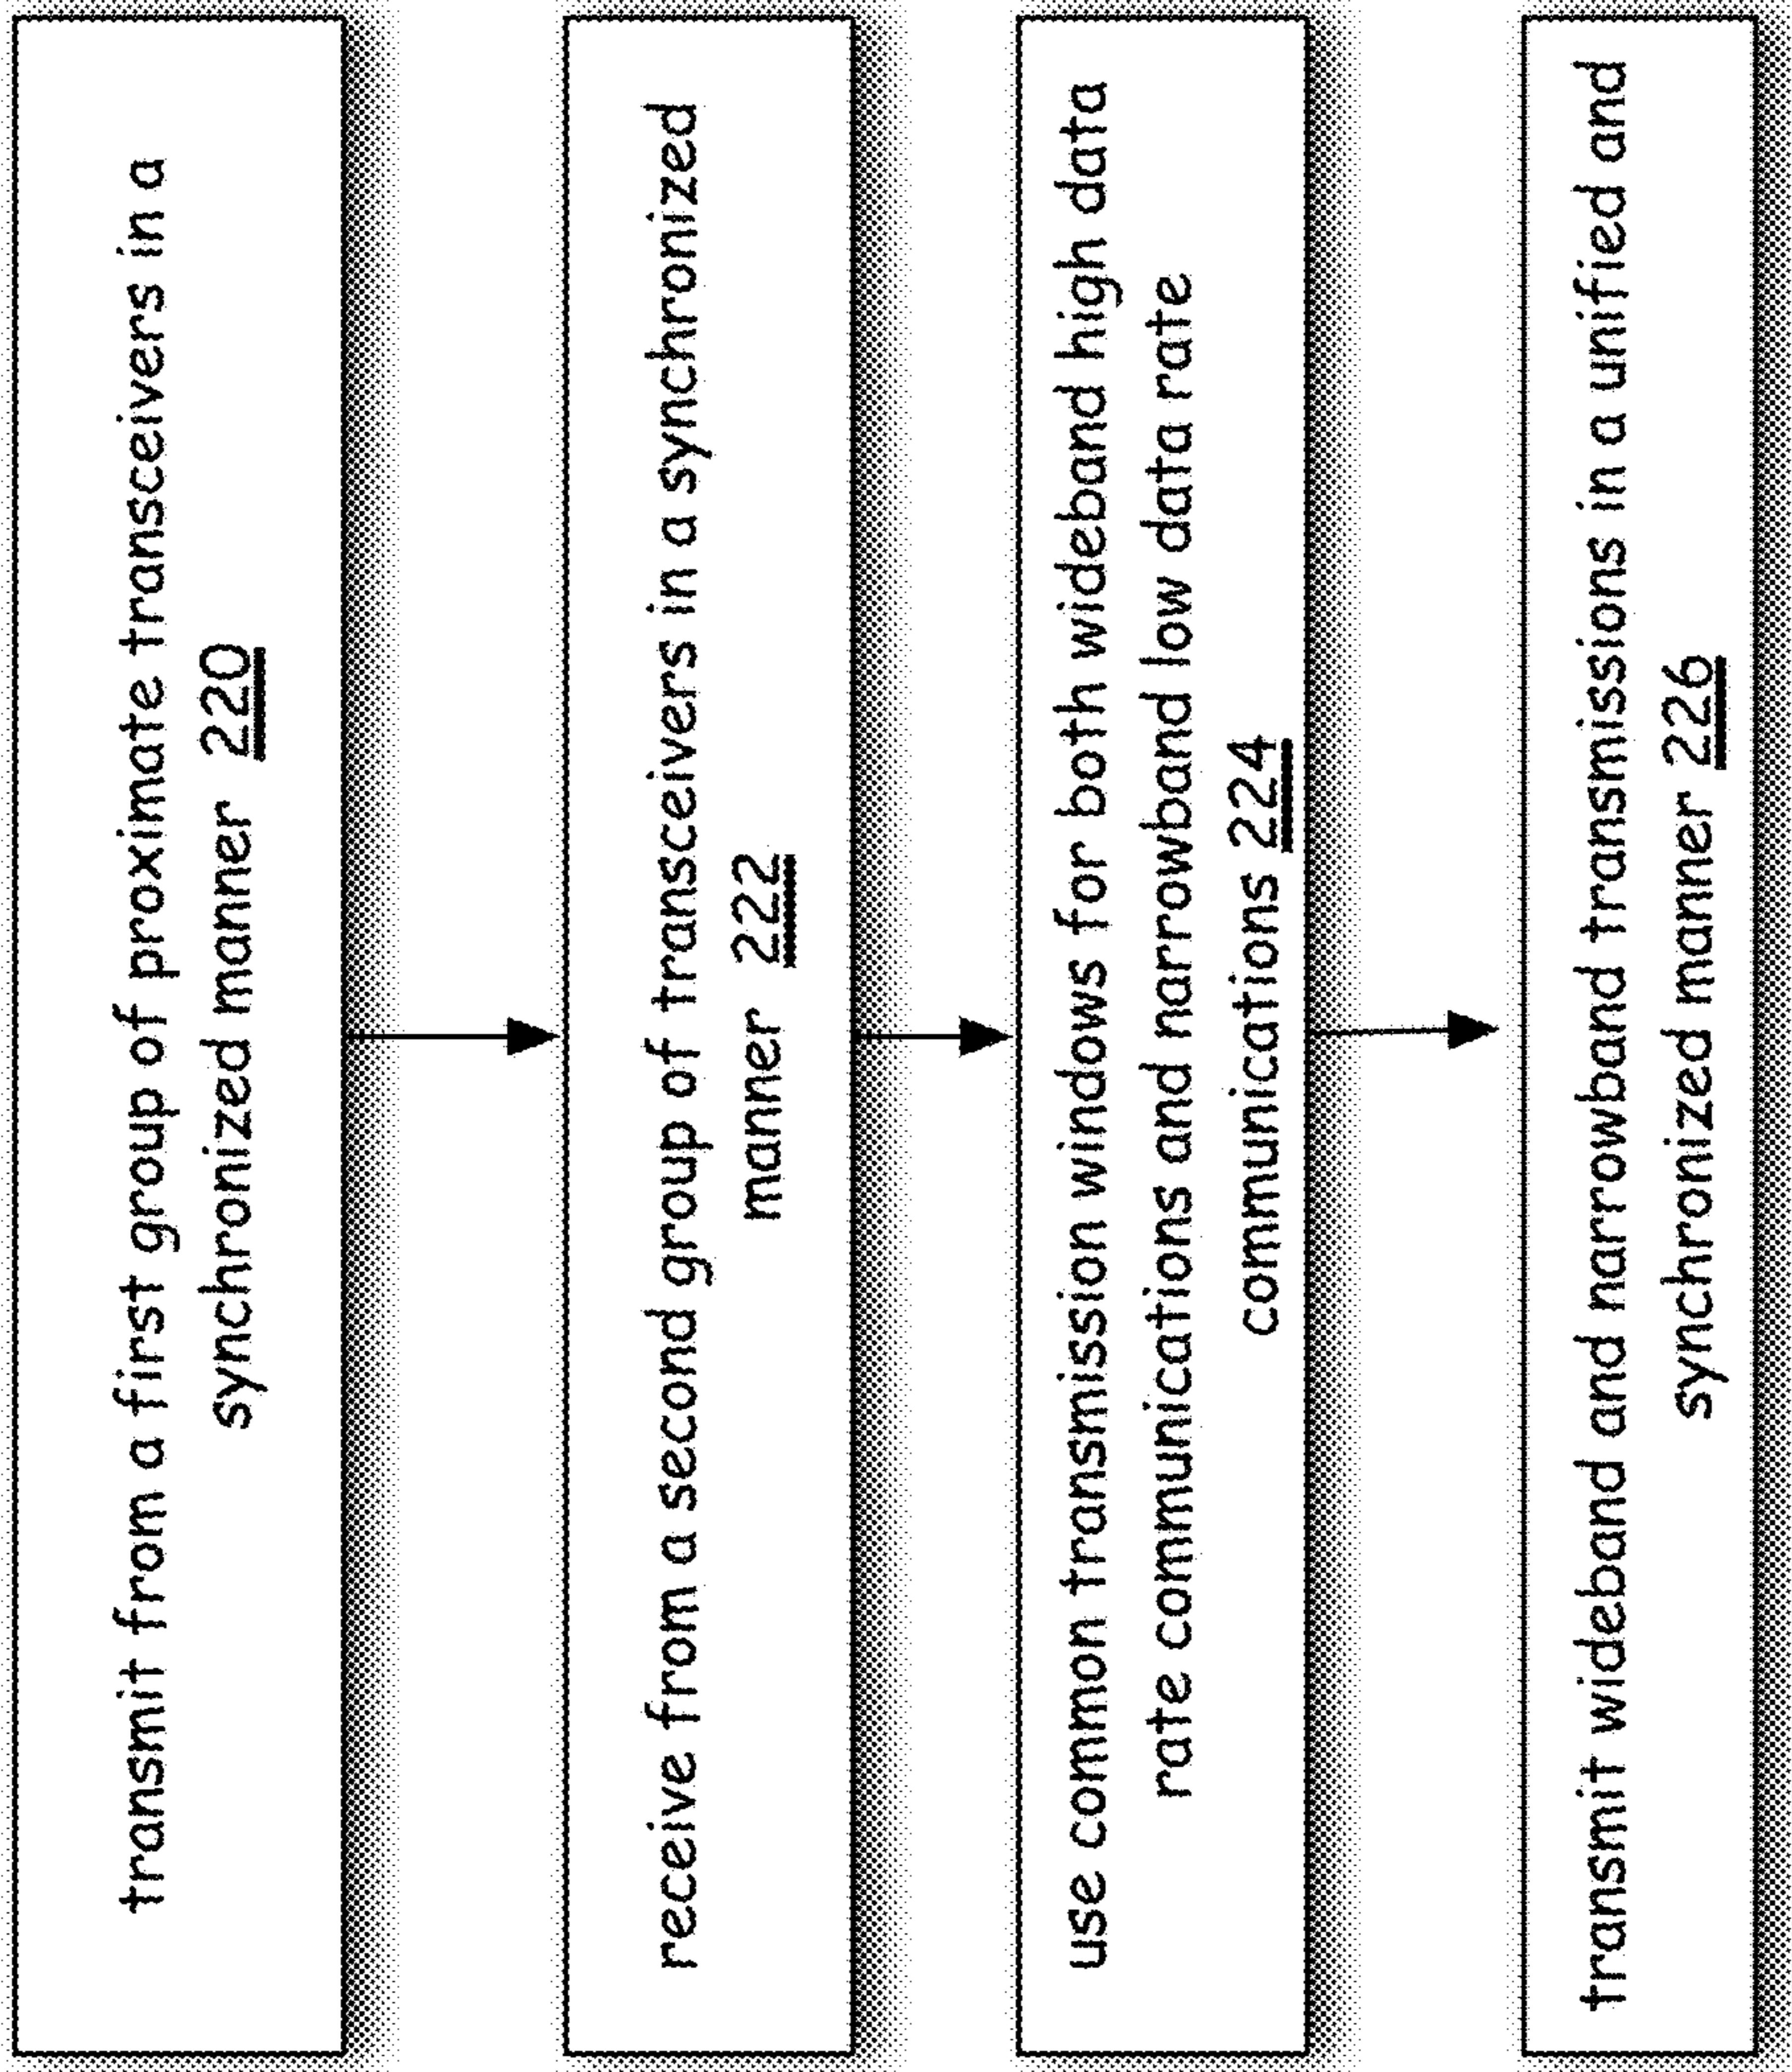 transmit from a first group of proximate transceivers in a
synchronized manner 220
receive from a second group of transceivers in a synchronized
manner 222
use common transmission windows for both wideband high data
rate communications and narrowband low data rate
communications 224
transmit wideband and narrowband transmissions in a unified and
synchronized manner 226